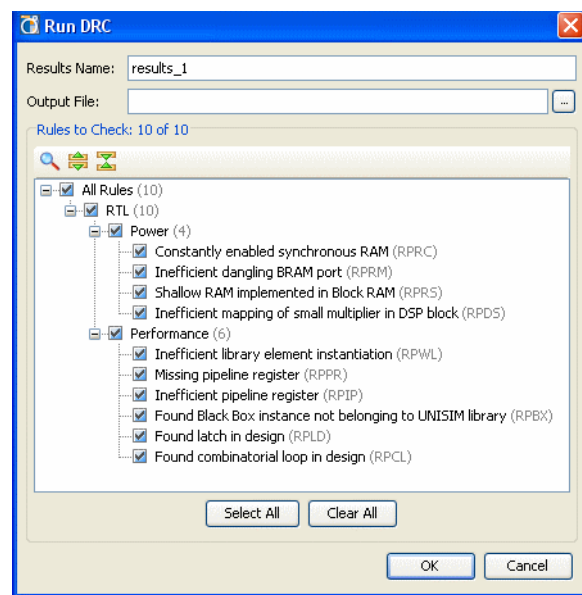 Run DRC
Results Name: results_1
Output File: ...
Rules to Check: 10 of 10
All Rules (10)
RTL (10)
Power (4)
Constantly enabled synchronous RAM (RPRC)
Inefficient dangling BRAM port (RPRM)
Shallow RAM implemented in Block RAM (RPRS)
Inefficient mapping of small multiplier in DSP block (RPDS)
Performance (6)
Inefficient library element instantiation (RPWL)
Missing pipeline register (RPPR)
Inefficient pipeline register (RPIP)
Found Black Box instance not belonging to UNISIM library (RPBX)
Found latch in design (RPLD)
Found combinatorial loop in design (RPCL)
Select All Clear All
OK Cancel